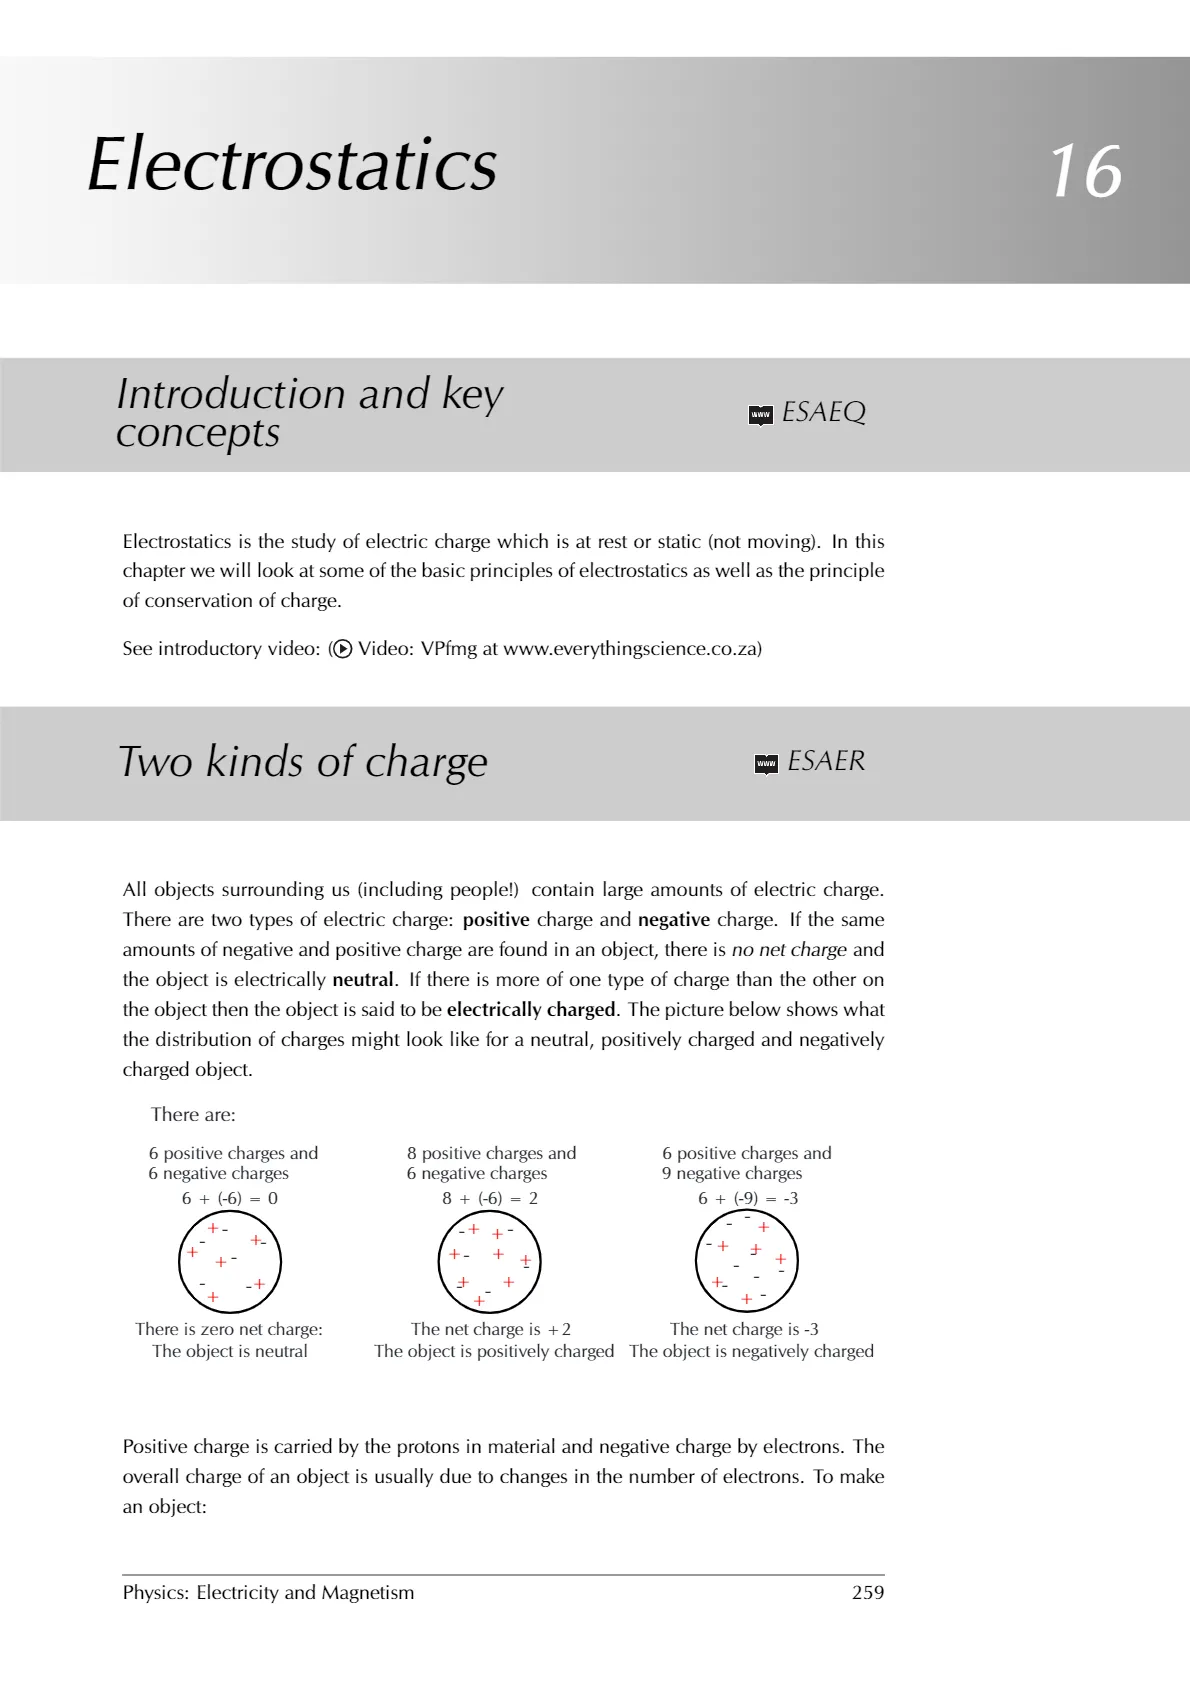 Electrostatics 16
Introduction and key
concepts
www ESAEQ
Electrostatics is the study of electric charge which is at rest or static (not moving). In this
chapter we will look at some of the basic principles of electrostatics as well as the principle
of conservation of charge.
See introductory video: ( Video: VPfmg at www.everythingscience.co.za)
Two kinds of charge www ESAER
All objects surrounding us (including people!) contain large amounts of electric charge.
There are two types of electric charge: positive charge and negative charge. If the same
amounts of negative and positive charge are found in an object, there is no net charge and
the object is electrically neutral. If there is more of one type of charge than the other on
the object then the object is said to be electrically charged. The picture below shows what
the distribution of charges might look like for a neutral, positively charged and negatively
charged object.
There are:
6 positive charges and
6 negative charges
6 + (-6) = 0
There is zero net charge:
The object is neutral
8 positive charges and
6 negative charges
8 + (-6) = 2
The net charge is +2
The object is positively charged
6 positive charges and
9 negative charges
6 + (-9) = -3
The net charge is -3
The object is negatively charged
Positive charge is carried by the protons in material and negative charge by electrons. The
overall charge of an object is usually due to changes in the number of electrons. To make
an object:
Physics: Electricity and Magnetism 259